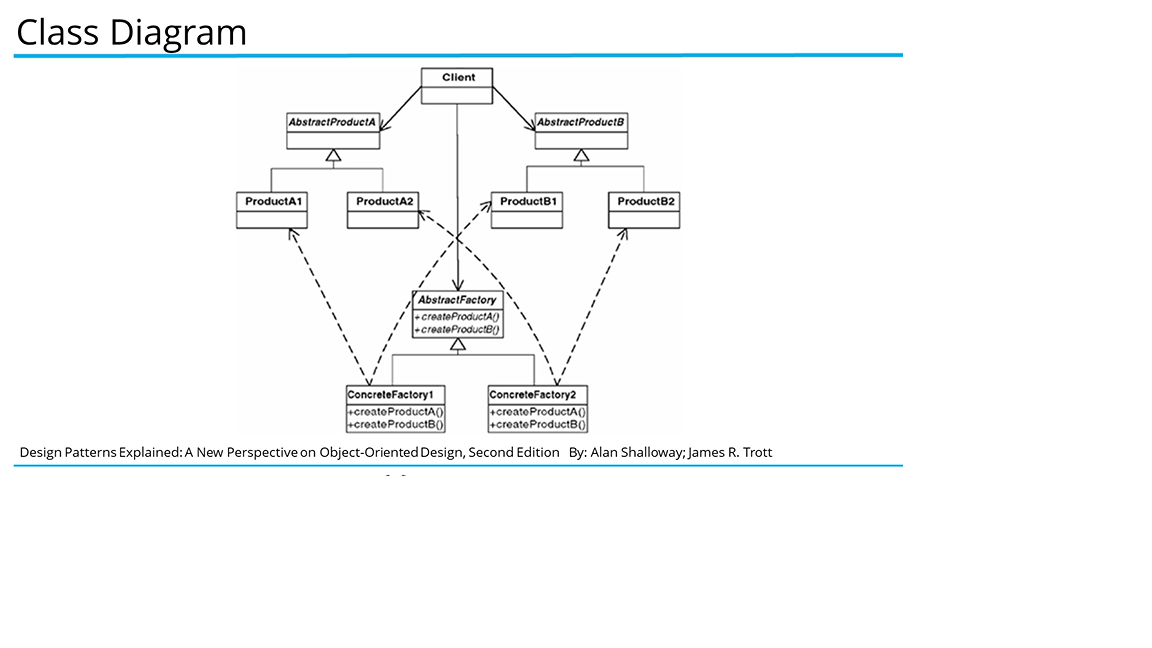 Class Diagram
Client
AbstractProductA
AbstractProductB
ProductA1
ProductA2
ProductB1
ProductB2
AbstractFactory
+createProductA()
+createProductB()
ConcreteFactory1
+createProductA()
+createProductB()
ConcreteFactory2
+createProductA()
+createProductB()
Design Patterns Explained: A New Perspective on Object-Oriented Design, Second Edition By: Alan Shalloway; James R. Trott